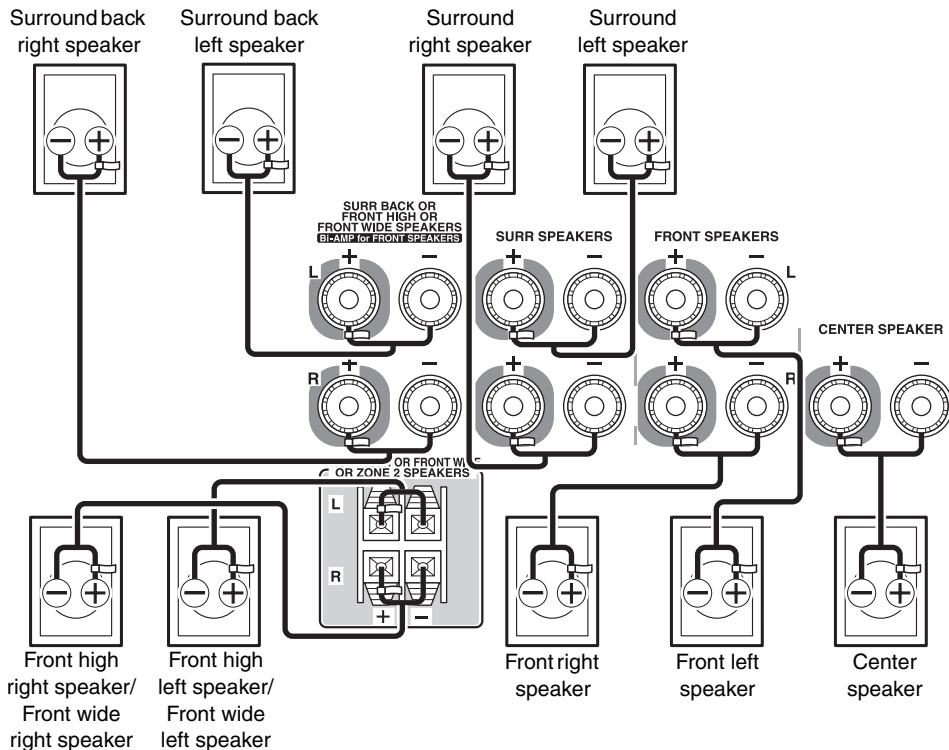 Surround back
right speaker
Surround back
left speaker
Surround
right speaker
Surround
left speaker
SURR BACK OR
FRONT HIGH OR
FRONT WIDE SPEAKERS
Bi-AMP for FRONT SPEAKERS
SURR SPEAKERS
FRONT SPEAKERS
CENTER SPEAKER
L
L
R
R
OR FRONT WIDE
OR ZONE 2 SPEAKERS
L
R
Front high
right speaker/
Front wide
right speaker
Front high
left speaker/
Front wide
left speaker
Front right
speaker
Front left
speaker
Center
speaker